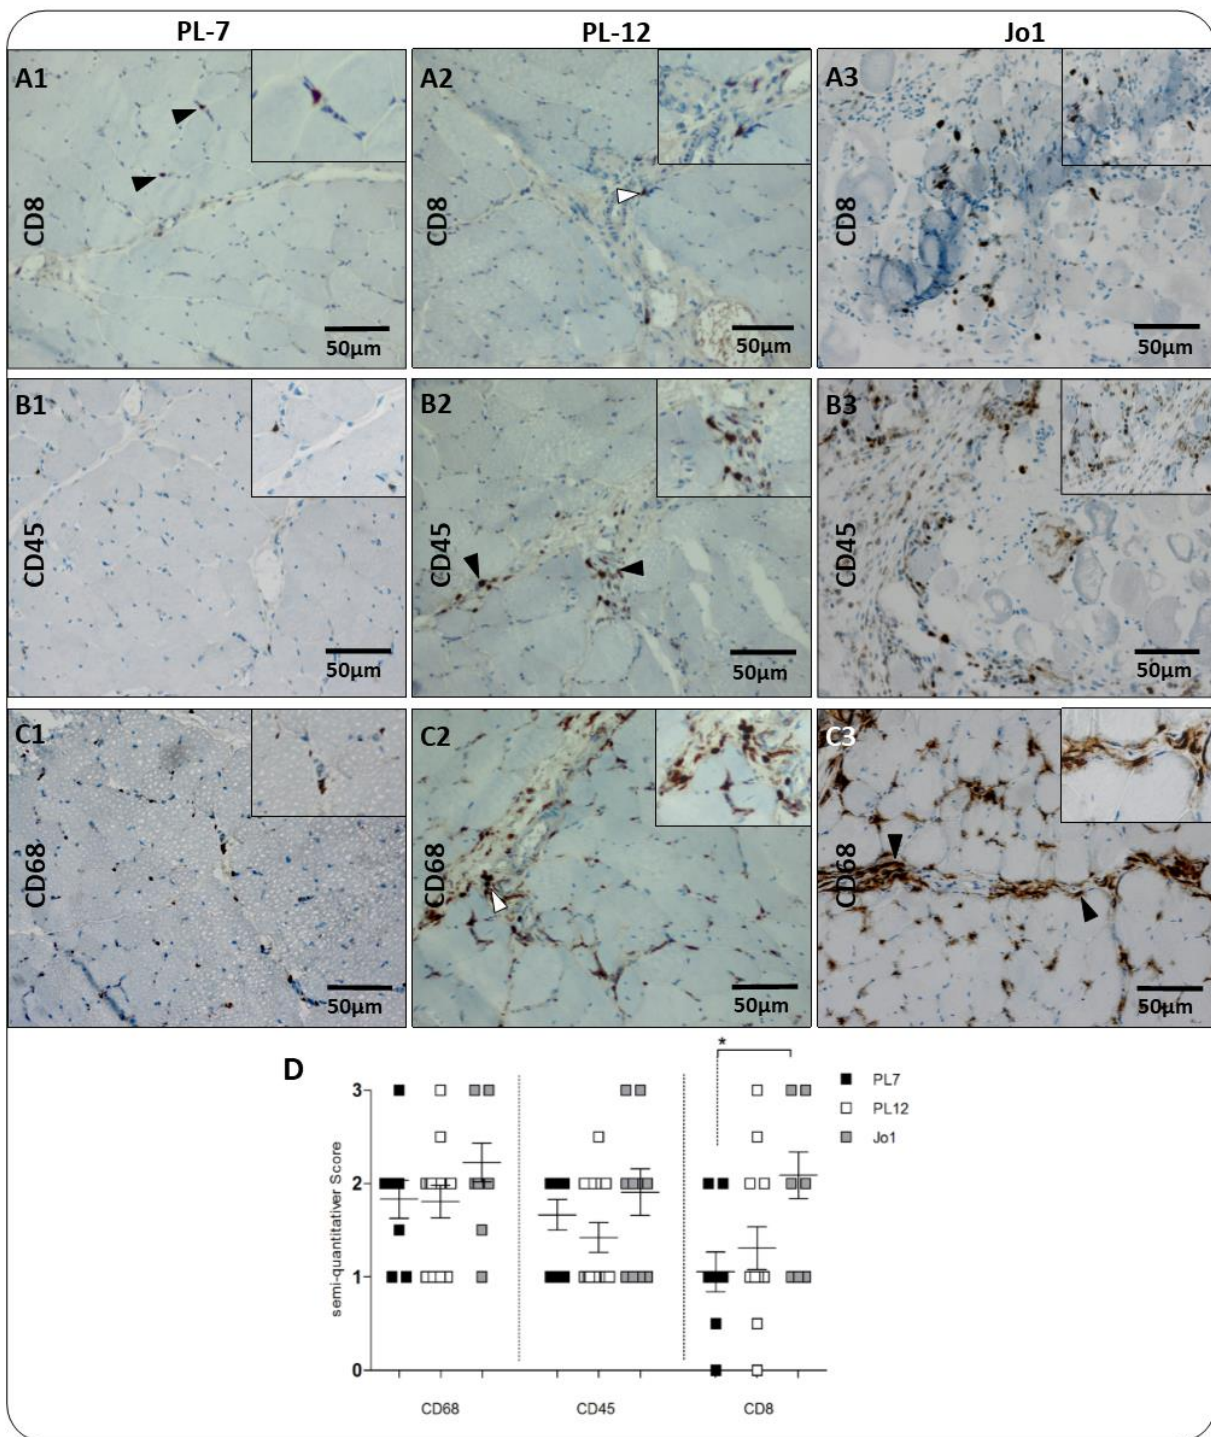 PL-7 PL-12 Jo1
A1 A2 A3
CD8 CD8 CD8
50µm 50µm 50µm
B1 B2 B3
CD45 CD45 CD45
50µm 50µm 50µm
C1 C2 C3
CD68 CD68 CD68
50µm 50µm 50µm
D
*
PL7
PL12
Jo1
semi-quantitativer Score
3
2
1
0
CD68 CD45 CD8